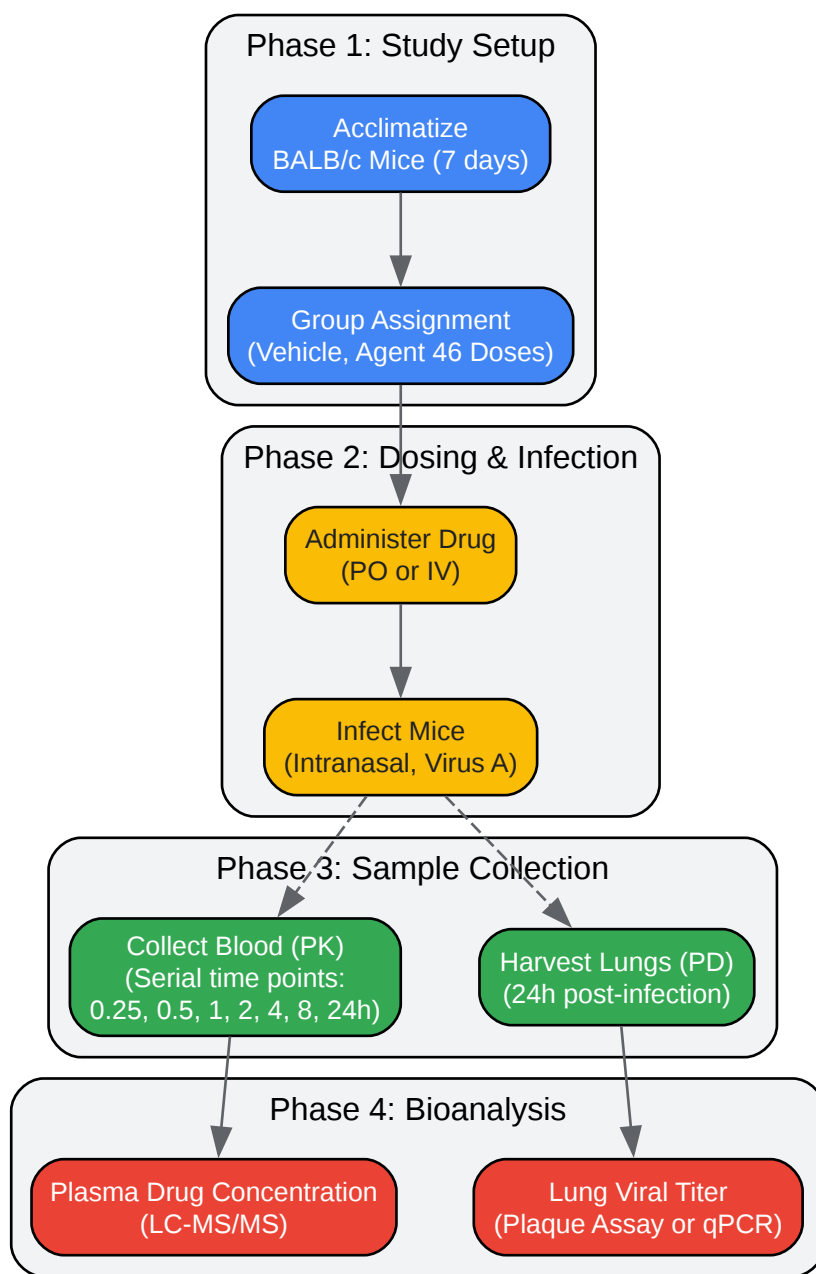 Phase 1: Study Setup
Acclimatize
BALB/c Mice (7 days)
Group Assignment
(Vehicle, Agent 46 Doses)
Phase 2: Dosing & Infection
Administer Drug
(PO or IV)
Infect Mice
(Intranasal, Virus A)
Phase 3: Sample Collection
Collect Blood (PK)
(Serial time points:
0.25, 0.5, 1, 2, 4, 8, 24h)
Harvest Lungs (PD)
(24h post-infection)
Phase 4: Bioanalysis
Plasma Drug Concentration
(LC-MS/MS)
Lung Viral Titer
(Plaque Assay or qPCR)